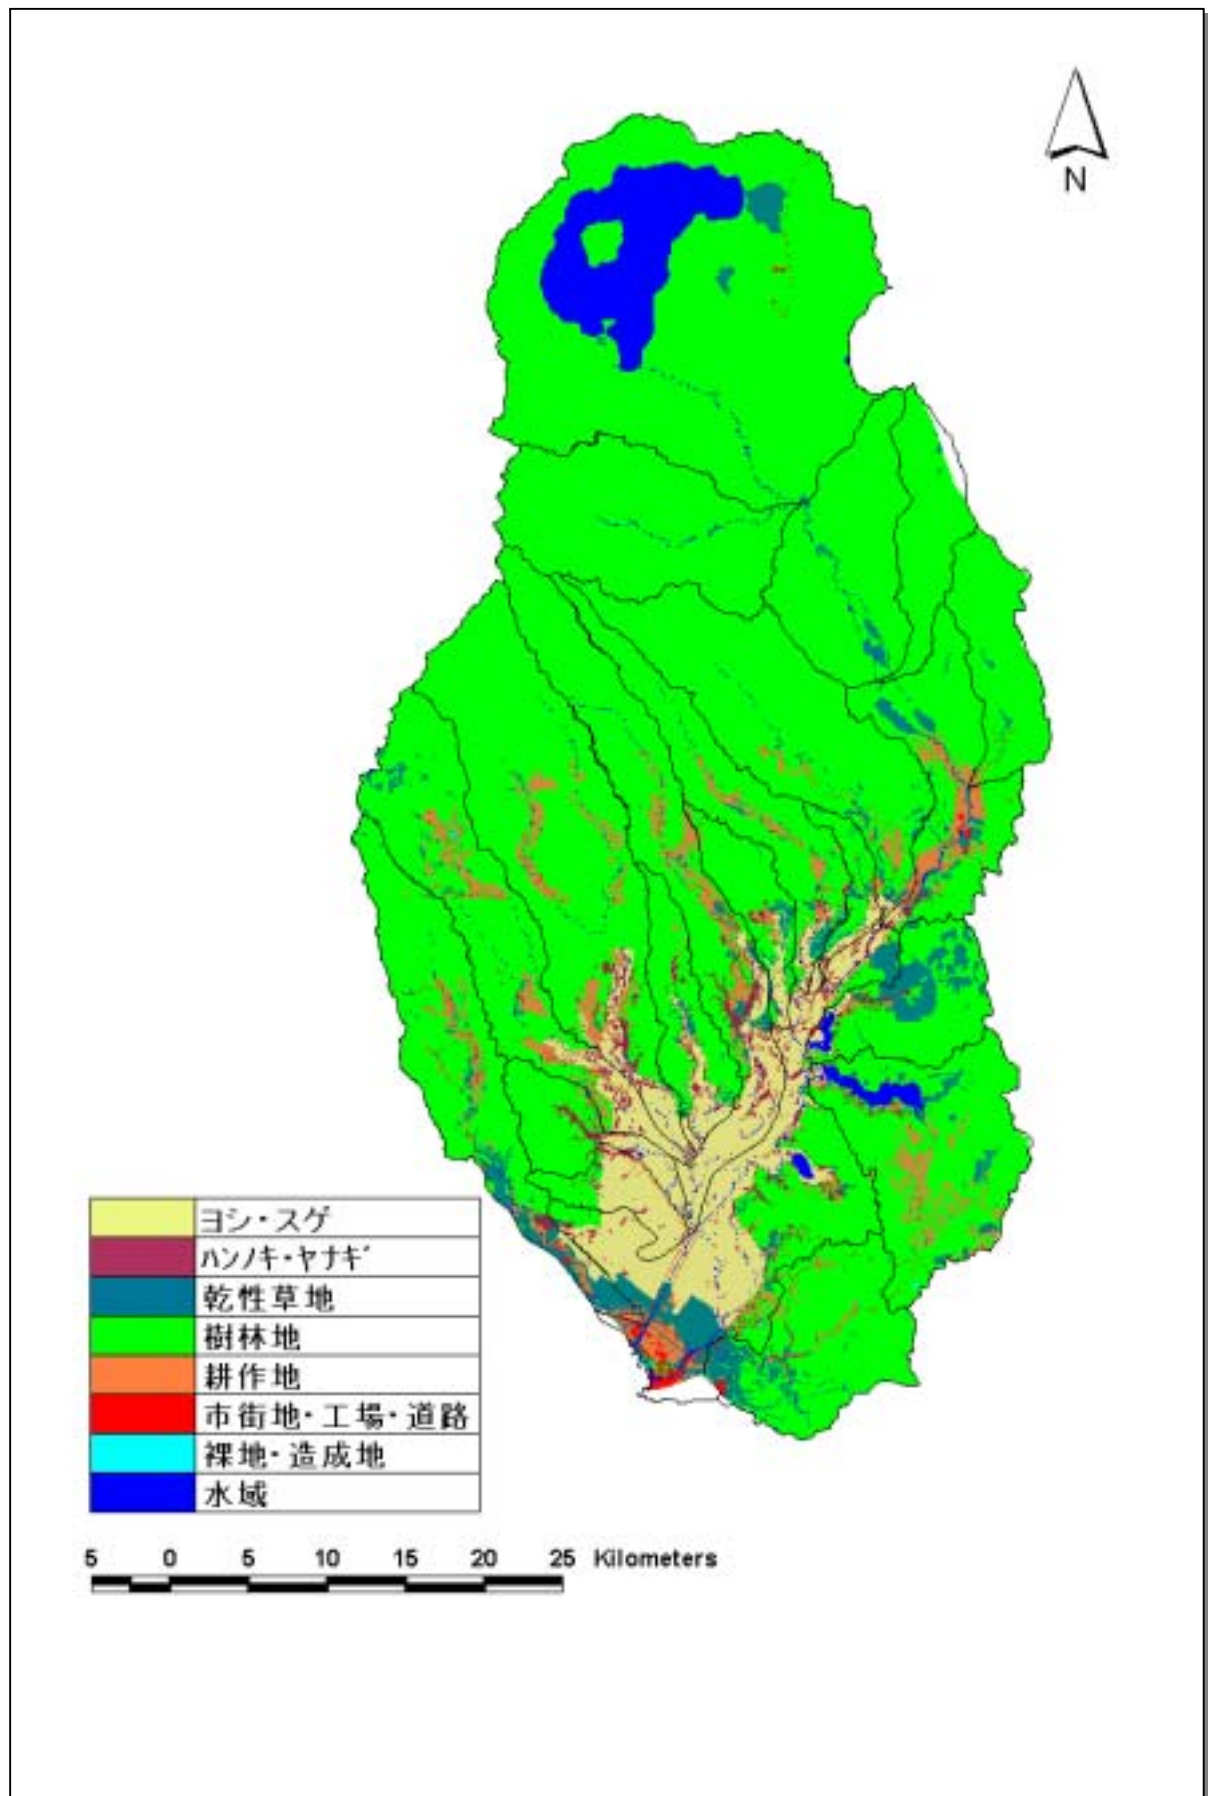 N
ヨシ・スゲ
ﾊﾝﾉｷ・ﾔﾅｷﾞ
乾性草地
樹林地
耕作地
市街地・工場・道路
裸地・造成地
水域
5 0 5 10 15 20 25 Kilometers